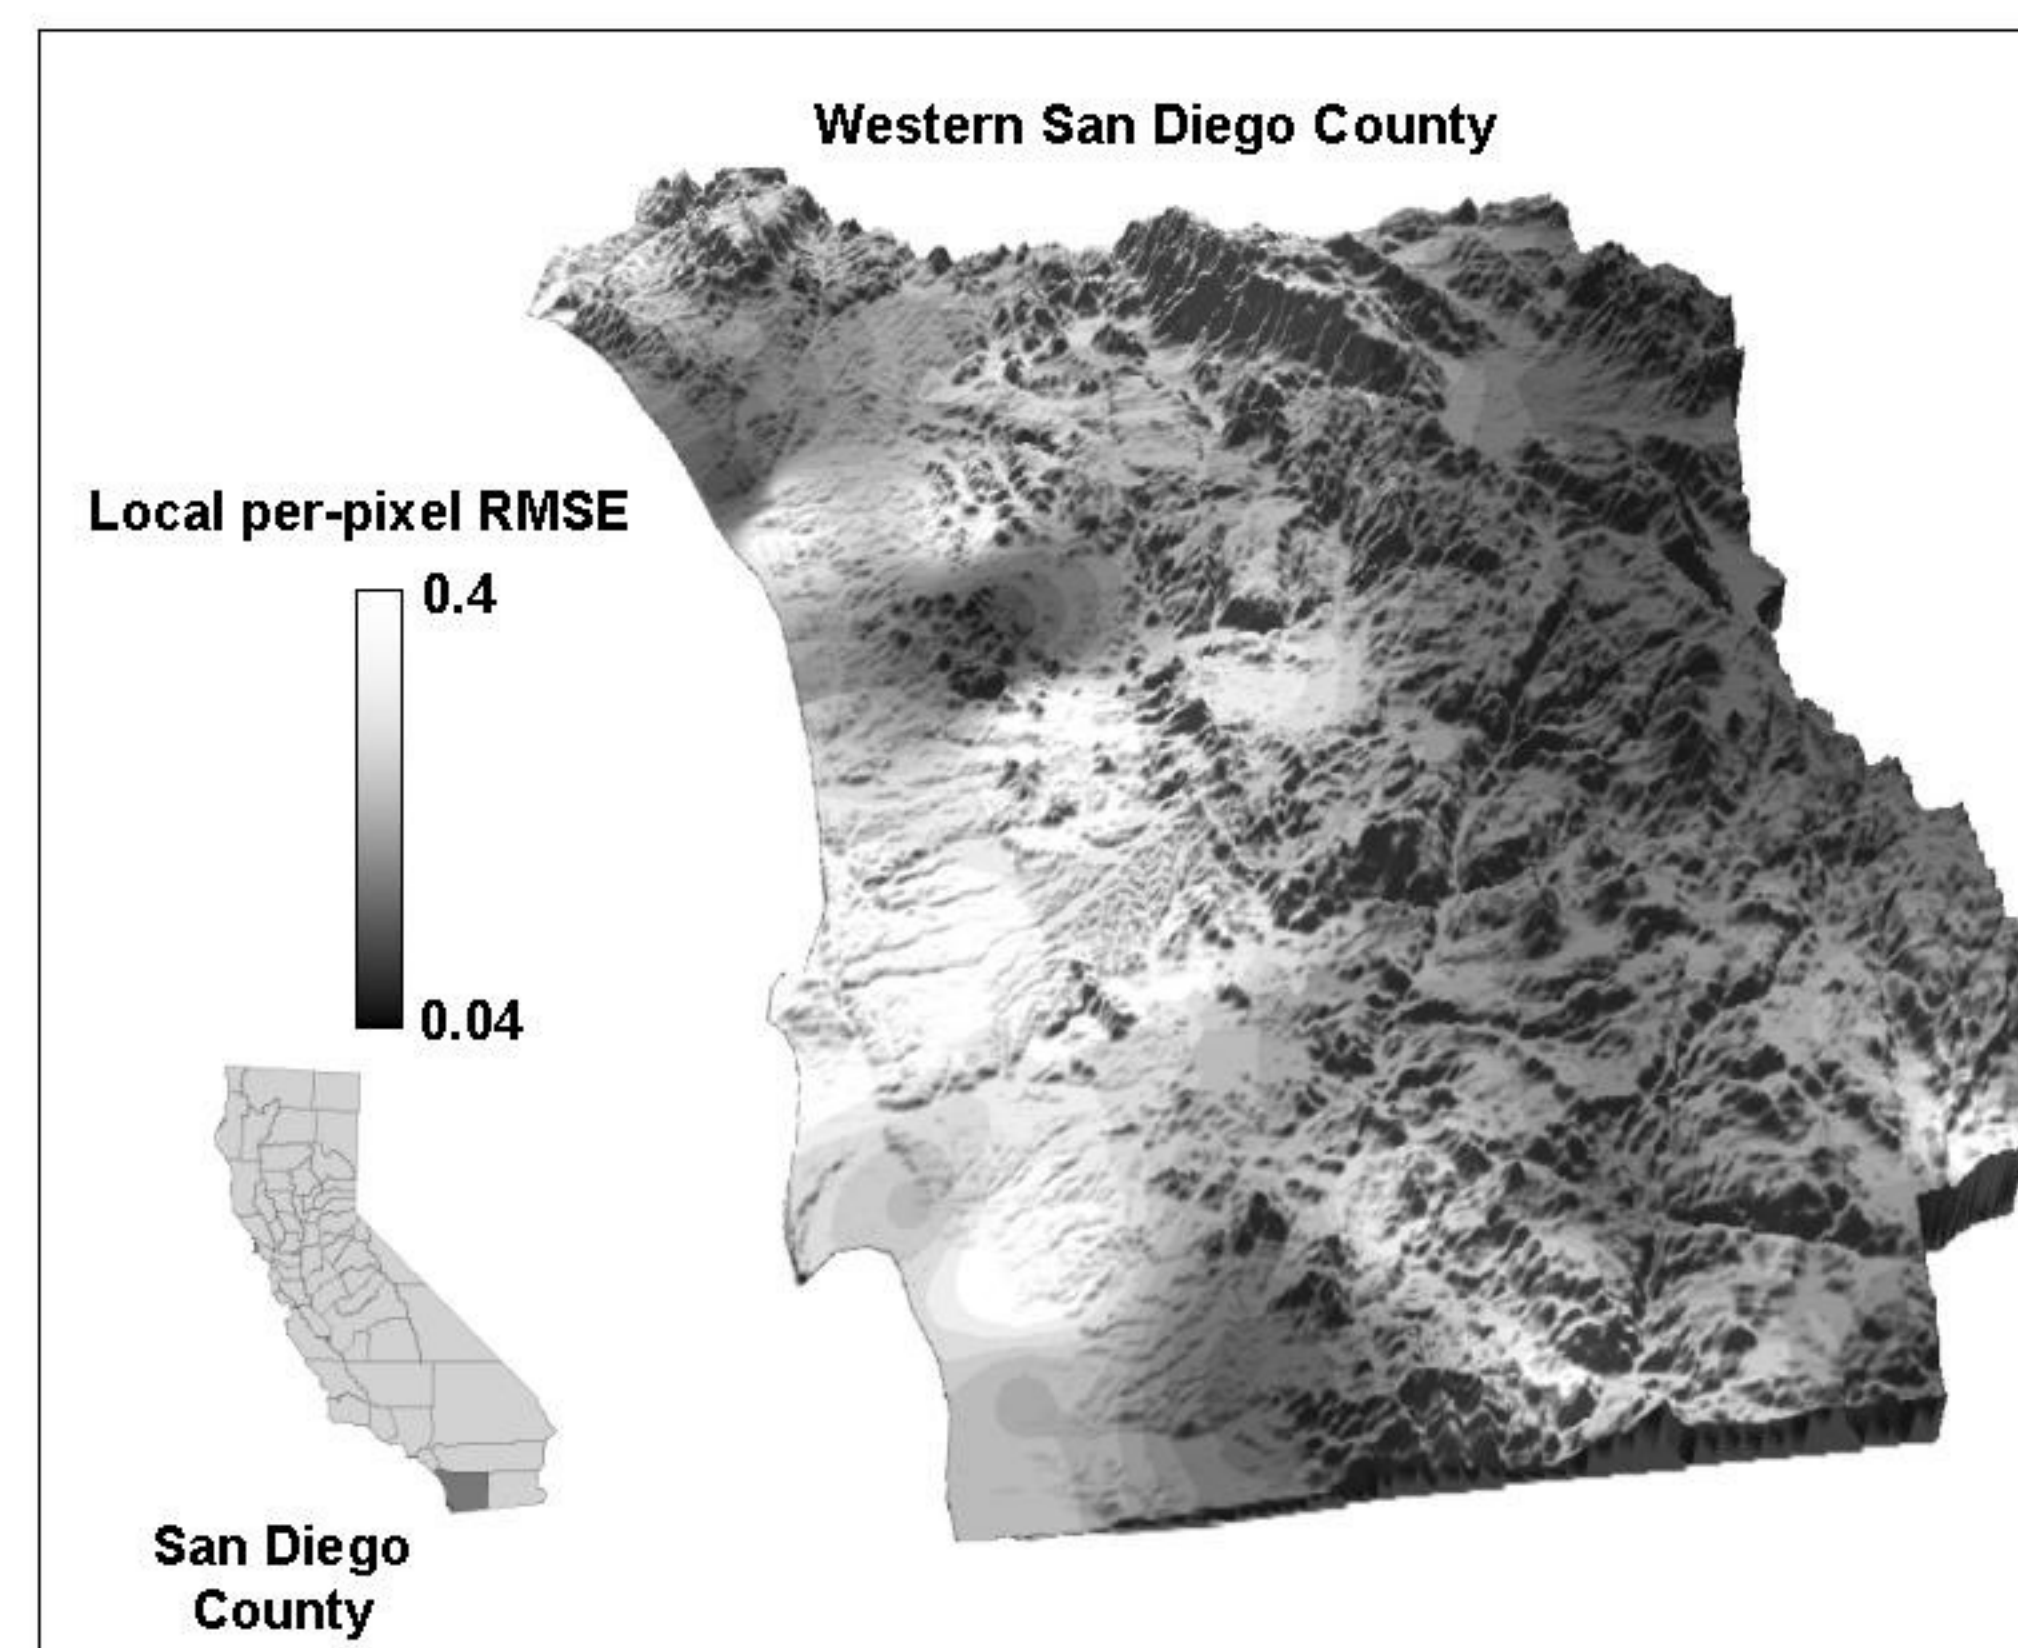 Western San Diego County
Local per-pixel RMSE
0.4
0.04
San Diego
County